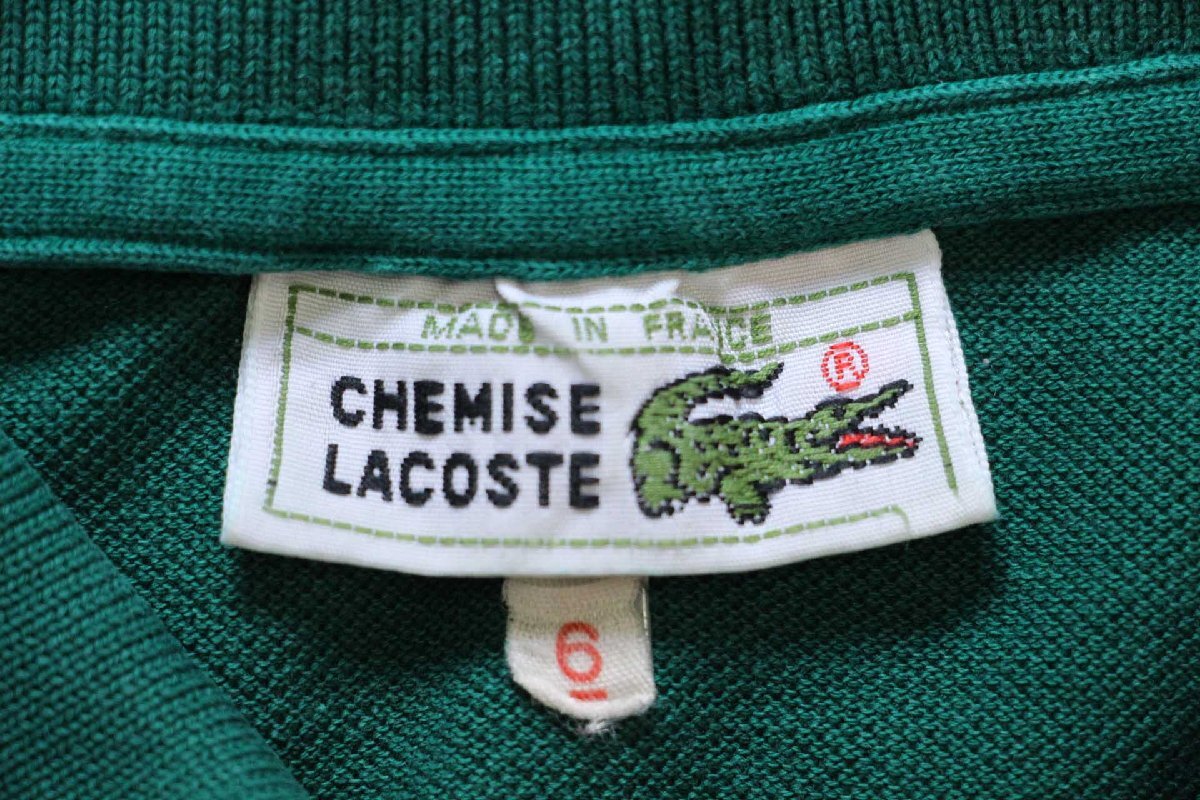 MADE IN FRANCE
CHEMISE
LACOSTE
®
6